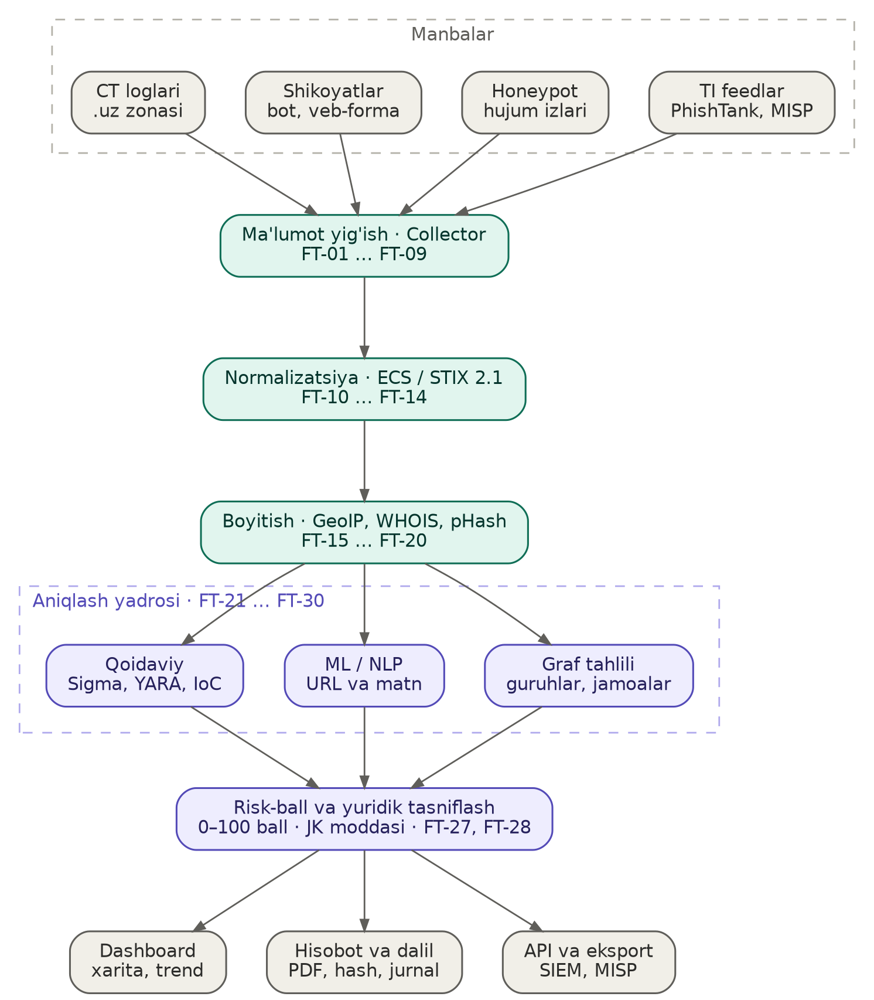 Manbalar
CT loglari
.uz zonasi
Shikoyatlar
bot, veb-forma
Honeypot
hujum izlari
TI feedlar
PhishTank, MISP
Ma'lumot yig'ish · Collector
FT-01 ... FT-09
Normalizatsiya · ECS / STIX 2.1
FT-10 ... FT-14
Boyitish · GeoIP, WHOIS, pHash
FT-15 ... FT-20
Aniqlash yadrosi · FT-21 ... FT-30
Qoidaviy
Sigma, YARA, IoC
ML / NLP
URL va matn
Graf tahlili
guruhlar, jamoalar
Risk-ball va yuridik tasniflash
0–100 ball · JK moddasi · FT-27, FT-28
Dashboard
xarita, trend
Hisobot va dalil
PDF, hash, jurnal
API va eksport
SIEM, MISP